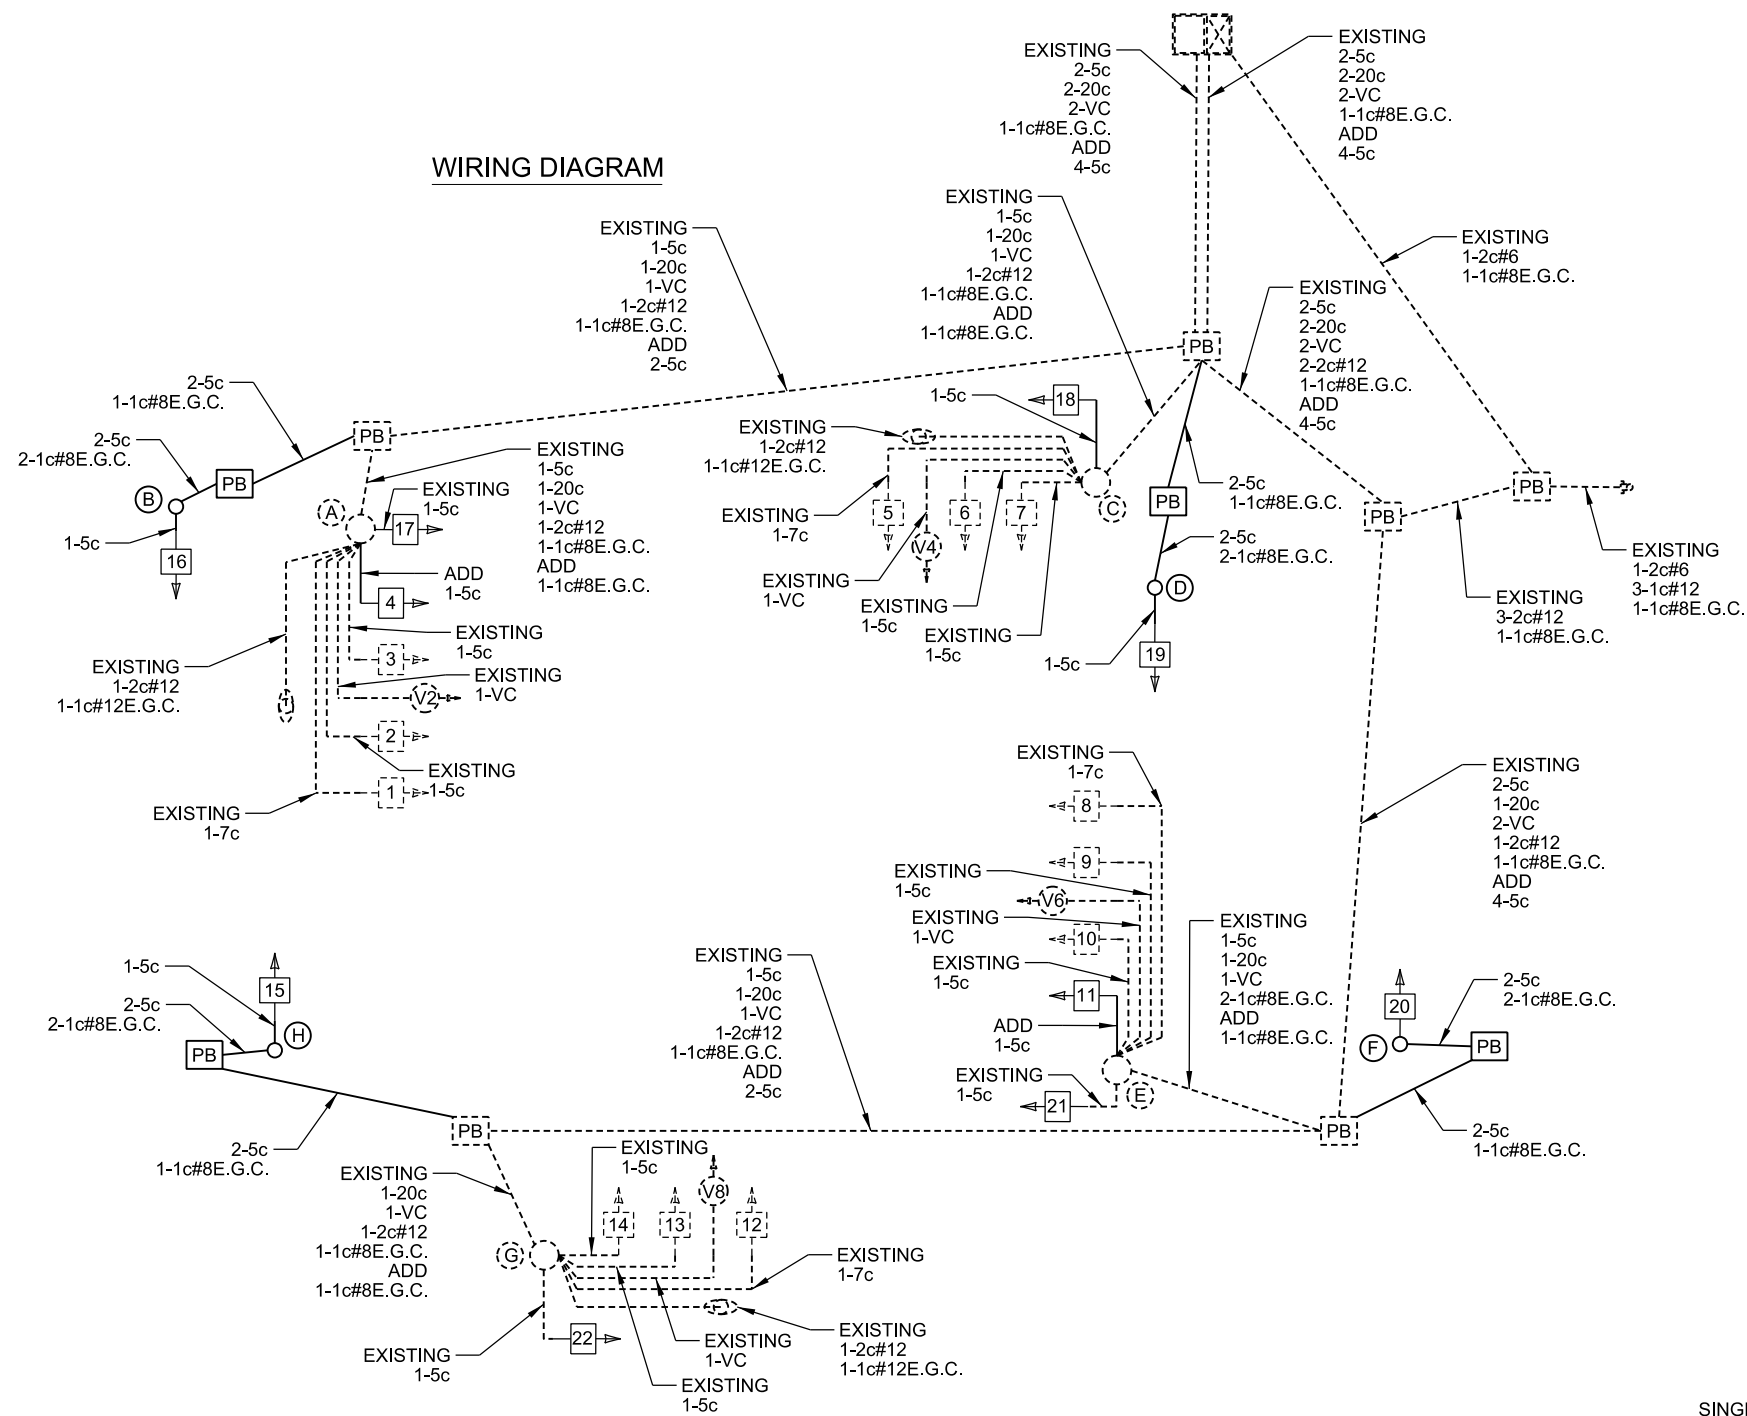 WIRING DIAGRAM
EXISTING
2-5c
2-20c
2-VC
1-1c#8E.G.C.
ADD
4-5c
EXISTING
2-5c
2-20c
2-VC
1-1c#8E.G.C.
ADD
4-5c
EXISTING
1-5c
1-20c
1-VC
1-2c#12
1-1c#8E.G.C.
ADD
2-5c
EXISTING
1-5c
1-20c
1-VC
1-2c#12
1-1c#8E.G.C.
ADD
1-1c#8E.G.C.
EXISTING
1-2c#6
1-1c#8E.G.C.
EXISTING
2-5c
2-20c
2-VC
2-2c#12
1-1c#8E.G.C.
ADD
4-5c
PB
2-5c
1-1c#8E.G.C.
2-5c
2-1c#8E.G.C.
PB
PB
B
1-5c
16
A
EXISTING
1-5c
17
EXISTING
1-5c
1-20c
1-VC
1-2c#12
1-1c#8E.G.C.
ADD
1-1c#8E.G.C.
ADD
1-5c
4
EXISTING
1-5c
3
EXISTING
1-VC
V2
EXISTING
1-2c#12
1-1c#12E.G.C.
2
EXISTING
1-5c
1
EXISTING
1-7c
1-5c
18
EXISTING
1-2c#12
1-1c#12E.G.C.
EXISTING
1-7c
5
V4
6
7
C
EXISTING
1-VC
EXISTING
1-5c
EXISTING
1-5c
2-5c
1-1c#8E.G.C.
PB
2-5c
2-1c#8E.G.C.
D
1-5c
19
PB
PB
EXISTING
3-2c#12
1-1c#8E.G.C.
EXISTING
1-2c#6
3-1c#12
1-1c#8E.G.C.
EXISTING
1-7c
8
9
EXISTING
1-5c
V6
EXISTING
1-VC
10
EXISTING
1-5c
11
ADD
1-5c
EXISTING
1-5c
21
E
EXISTING
1-5c
1-20c
1-VC
2-1c#8E.G.C.
ADD
1-1c#8E.G.C.
EXISTING
2-5c
1-20c
2-VC
1-2c#12
1-1c#8E.G.C.
ADD
4-5c
20
2-5c
2-1c#8E.G.C.
F
PB
2-5c
1-1c#8E.G.C.
PB
EXISTING
1-5c
1-20c
1-VC
1-2c#12
1-1c#8E.G.C.
ADD
2-5c
1-5c
15
2-5c
2-1c#8E.G.C.
H
PB
2-5c
1-1c#8E.G.C.
PB
EXISTING
1-20c
1-VC
1-2c#12
1-1c#8E.G.C.
ADD
1-1c#8E.G.C.
G
EXISTING
1-5c
V8
14
13
12
EXISTING
1-7c
22
EXISTING
1-5c
EXISTING
1-VC
EXISTING
1-5c
EXISTING
1-2c#12
1-1c#12E.G.C.